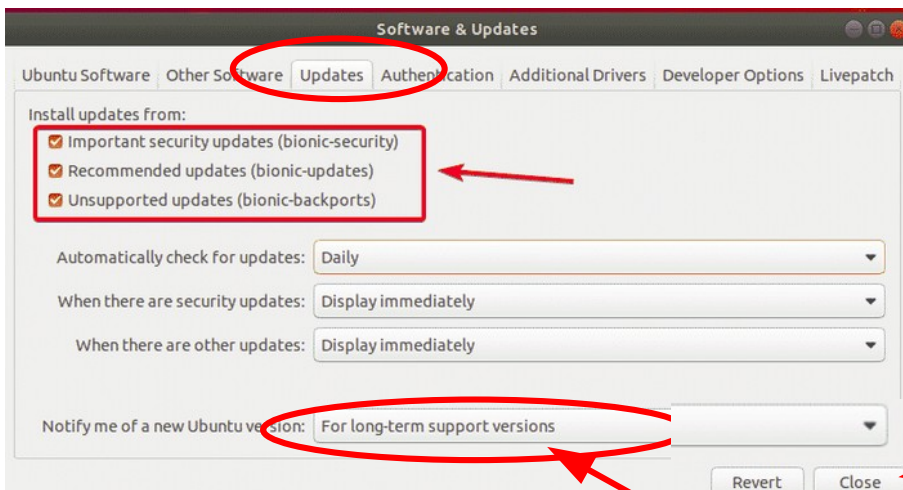 Software & Updates
Ubuntu Software Other Software Updates Authentication Additional Drivers Developer Options Livepatch
Install updates from:
Important security updates (bionic-security)
Recommended updates (bionic-updates)
Unsupported updates (bionic-backports)
Automatically check for updates: Daily
When there are security updates: Display immediately
When there are other updates: Display immediately
Notify me of a new Ubuntu version: For long-term support versions
Revert Close